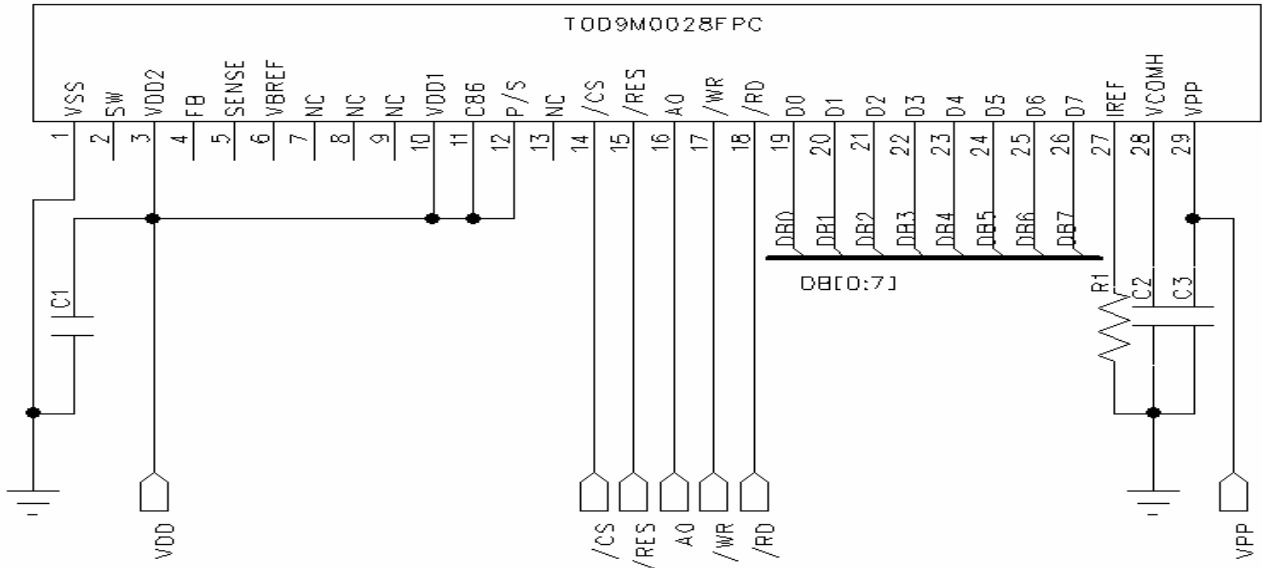 TOD9M0028FPC
VSS
SW
VDD2
FB
SENSE
VBREF
NC
NC
NC
VDD1
C86
P/S
NC
/CS
/RES
A0
/WR
/RD
D0
D1
D2
D3
D4
D5
D6
D7
IREF
VCOMH
VPP
1
2
3
4
5
6
7
8
9
10
11
12
13
14
15
16
17
18
19
20
21
22
23
24
25
26
27
28
29
DB0
DB1
DB2
DB3
DB4
DB5
DB6
DB7
DB[0:7]
C1
R1
C2
C3
VDD
/CS
/RES
A0
/WR
/RD
VPP